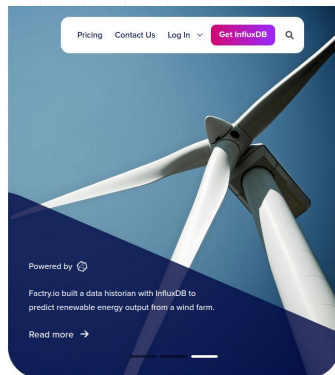 Pricing Contact Us Log In Get InfluxDB
Powered by
Factry.io built a data historian with InfluxDB to
predict renewable energy output from a wind farm.
Read more